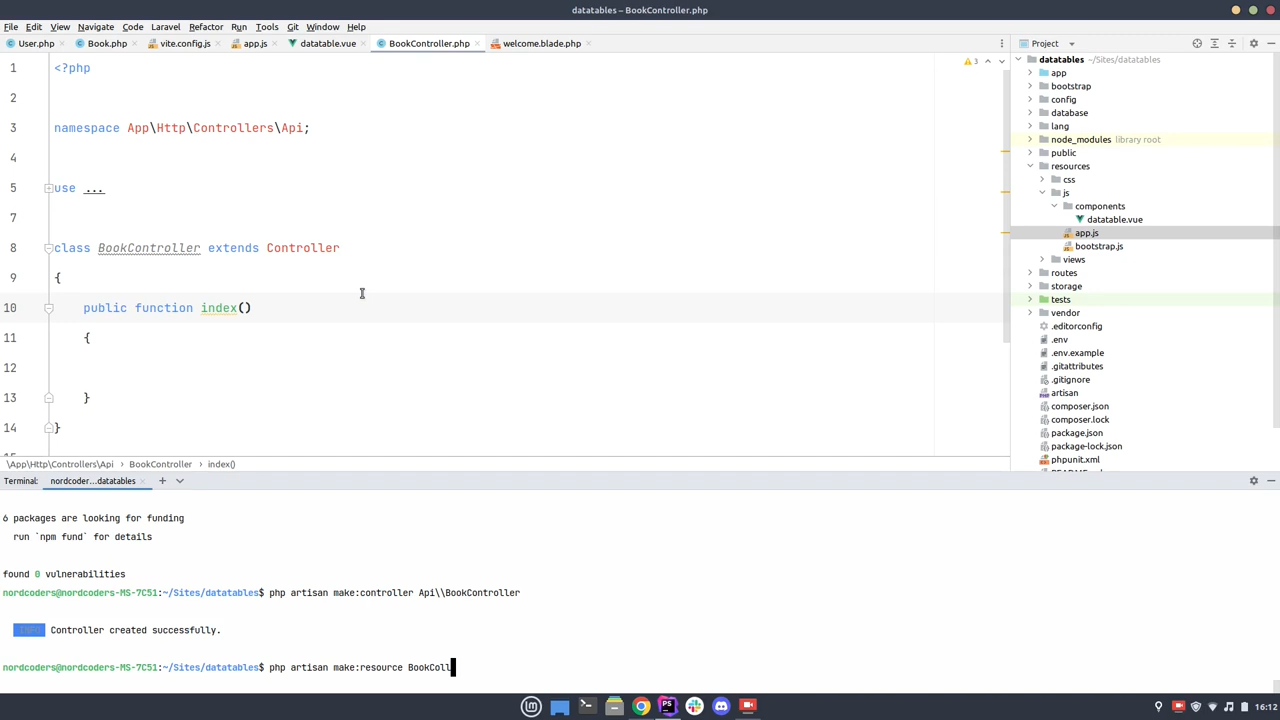 datatables – BookController.php
File Edit View Navigate Code Laravel Refactor Run Tools Git Window Help
User.php Book.php vite.config.js app.js datatable.vue BookController.php welcome.blade.php
Project
3
1 <?php
2
3 namespace App\Http\Controllers\Api;
4
5 use ...
7
8 class BookController extends Controller
9 {
10 public function index()
11 {
12
13 }
14 }
datatables ~/Sites/datatables
app
bootstrap
config
database
lang
node_modules library root
public
resources
css
js
components
datatable.vue
app.js
bootstrap.js
views
routes
storage
tests
vendor
.editorconfig
.env
.env.example
.gitattributes
.gitignore
artisan
composer.json
composer.lock
package.json
package-lock.json
phpunit.xml
\App\Http\Controllers\Api › BookController › index()
Terminal: nordcoder...datatables
6 packages are looking for funding
run `npm fund` for details
found 0 vulnerabilities
nordcoders@nordcoders-MS-7C51:~/Sites/datatables$ php artisan make:controller Api\\BookController
INFO Controller created successfully.
nordcoders@nordcoders-MS-7C51:~/Sites/datatables$ php artisan make:resource BookColl
16:12